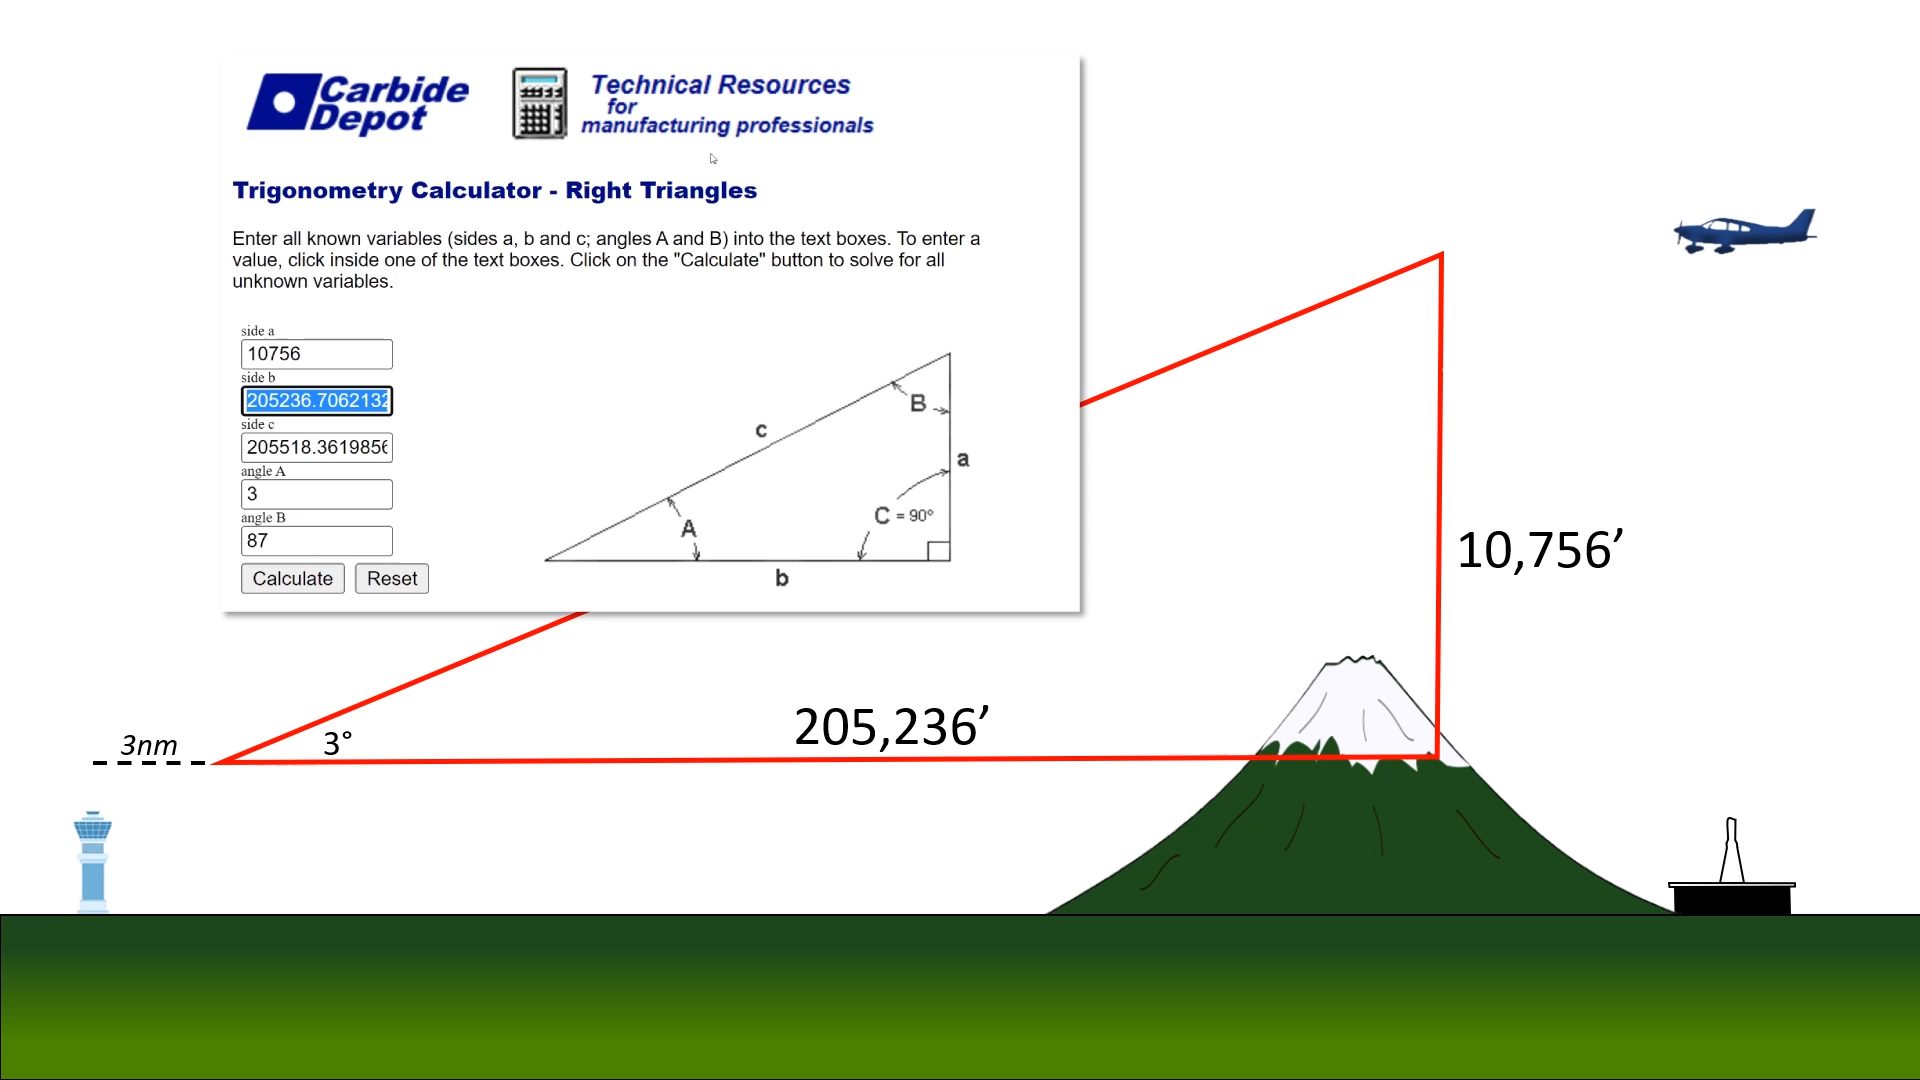 Carbide
Depot
Technical Resources
for
manufacturing professionals
Trigonometry Calculator - Right Triangles
Enter all known variables (sides a, b and c; angles A and B) into the text boxes. To enter a
value, click inside one of the text boxes. Click on the "Calculate" button to solve for all
unknown variables.
side a
10756
side b
205236.7062132
side c
205518.3619856
angle A
3
angle B
87
Calculate Reset
B
c
a
A
C = 90°
b
10,756’
205,236’
3nm
3°